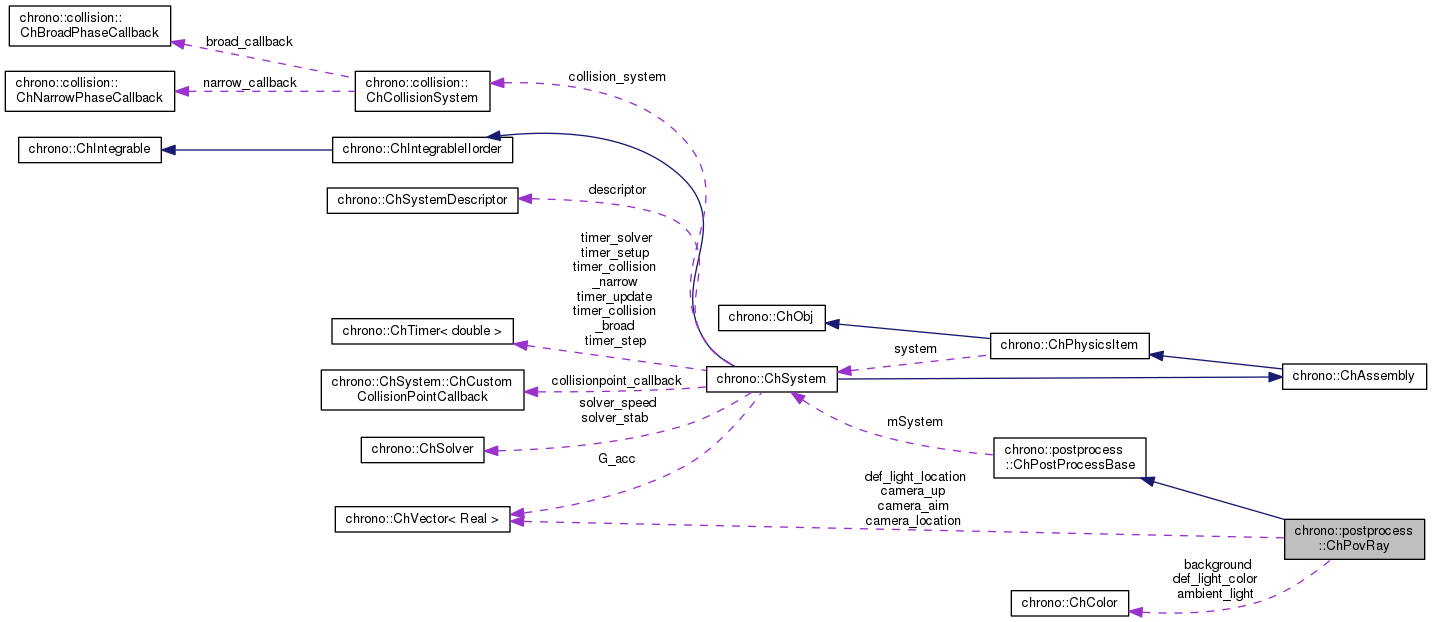 chrono::collision::
ChBroadPhaseCallback
broad_callback
chrono::collision::
ChNarrowPhaseCallback
narrow_callback
chrono::collision::
ChCollisionSystem
collision_system
chrono::ChIntegrable
chrono::ChIntegrableIIorder
chrono::ChSystemDescriptor
descriptor
timer_solver
timer_setup
timer_collision
_narrow
timer_update
timer_collision
_broad
timer_step
chrono::ChTimer< double >
chrono::ChObj
chrono::ChPhysicsItem
system
chrono::ChSystem
chrono::ChAssembly
chrono::ChSystem::ChCustom
CollisionPointCallback
collisionpoint_callback
solver_speed
solver_stab
chrono::ChSolver
mSystem
chrono::postprocess
::ChPostProcessBase
G_acc
chrono::ChVector< Real >
def_light_location
camera_up
camera_aim
camera_location
chrono::postprocess
::ChPovRay
background
def_light_color
ambient_light
chrono::ChColor